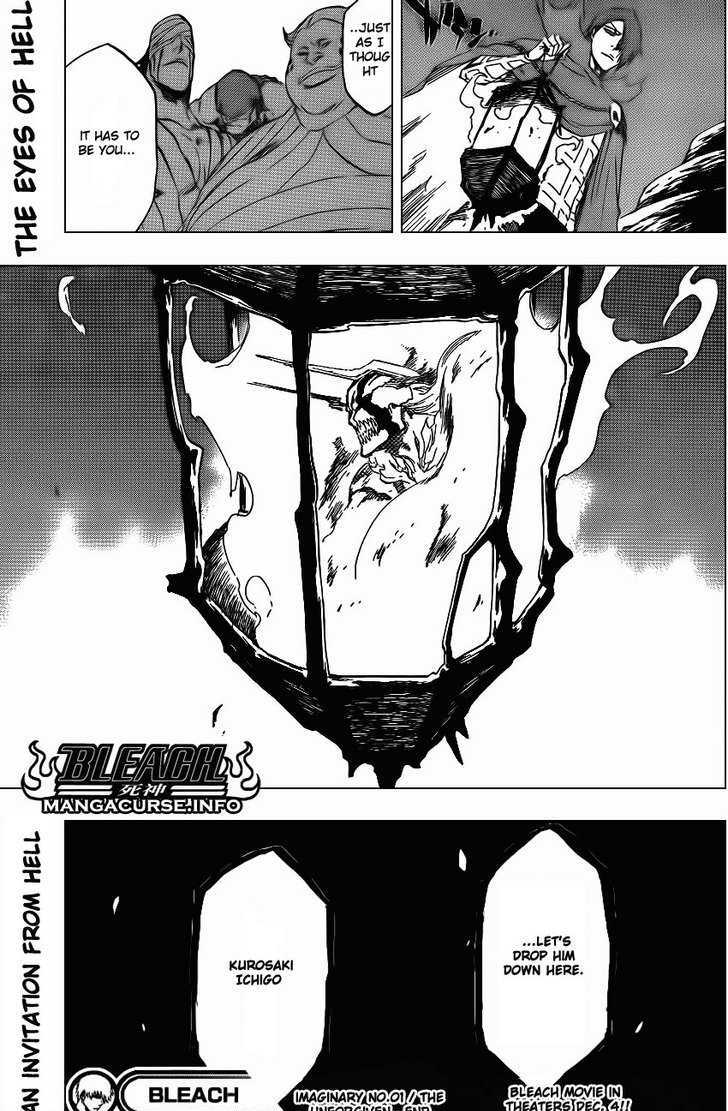 THE EYES OF HELL
..JUST
AS I
THOUG
HT
IT HAS TO
BE YOU...
BLEACH
死神
MANGACURSE.INFO
AN INVITATION FROM HELL
...LET'S
DROP HIM
DOWN HERE.
KUROSAKI
ICHIGO
BLEACH
IMAGINARY NO.01 / THE
UNFORGIVEN END
BLEACH MOVIE IN
THEATERS DEC. 4!!